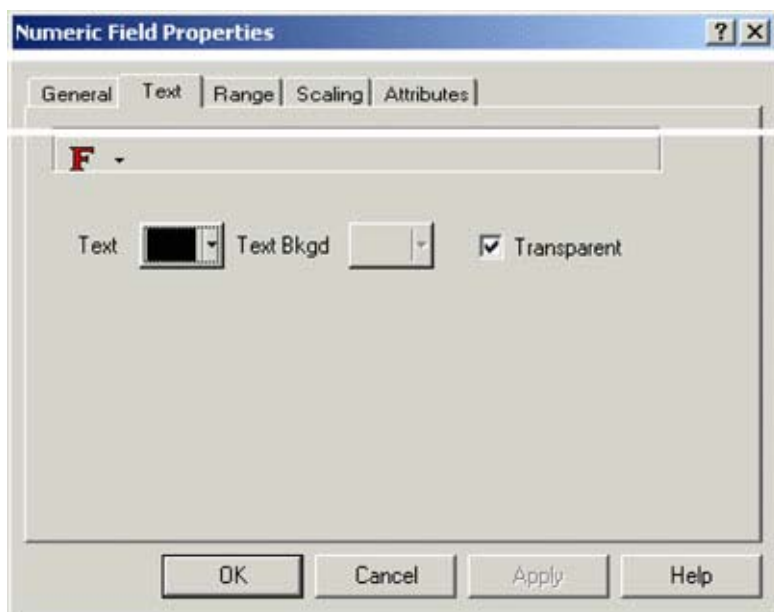 Numeric Field Properties
General Text Range Scaling Attributes
F
Text Text Bkgd Transparent
OK Cancel Apply Help